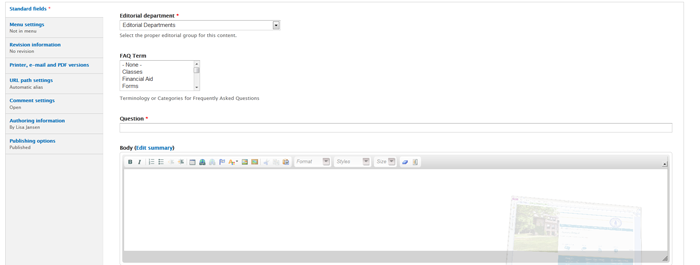 Standard fields *
Menu settings
Not in menu
Revision information
No revision
Printer, e-mail and PDF versions
URL path settings
Automatic alias
Comment settings
Open
Authoring information
By Lisa Jansen
Publishing options
Published
Editorial department *
Editorial Departments
Select the proper editorial group for this content.
FAQ Term
- None -
Classes
Financial Aid
Forms
Terminology or Categories for Frequently Asked Questions
Question *
Body (Edit summary)
B I Format Styles Size